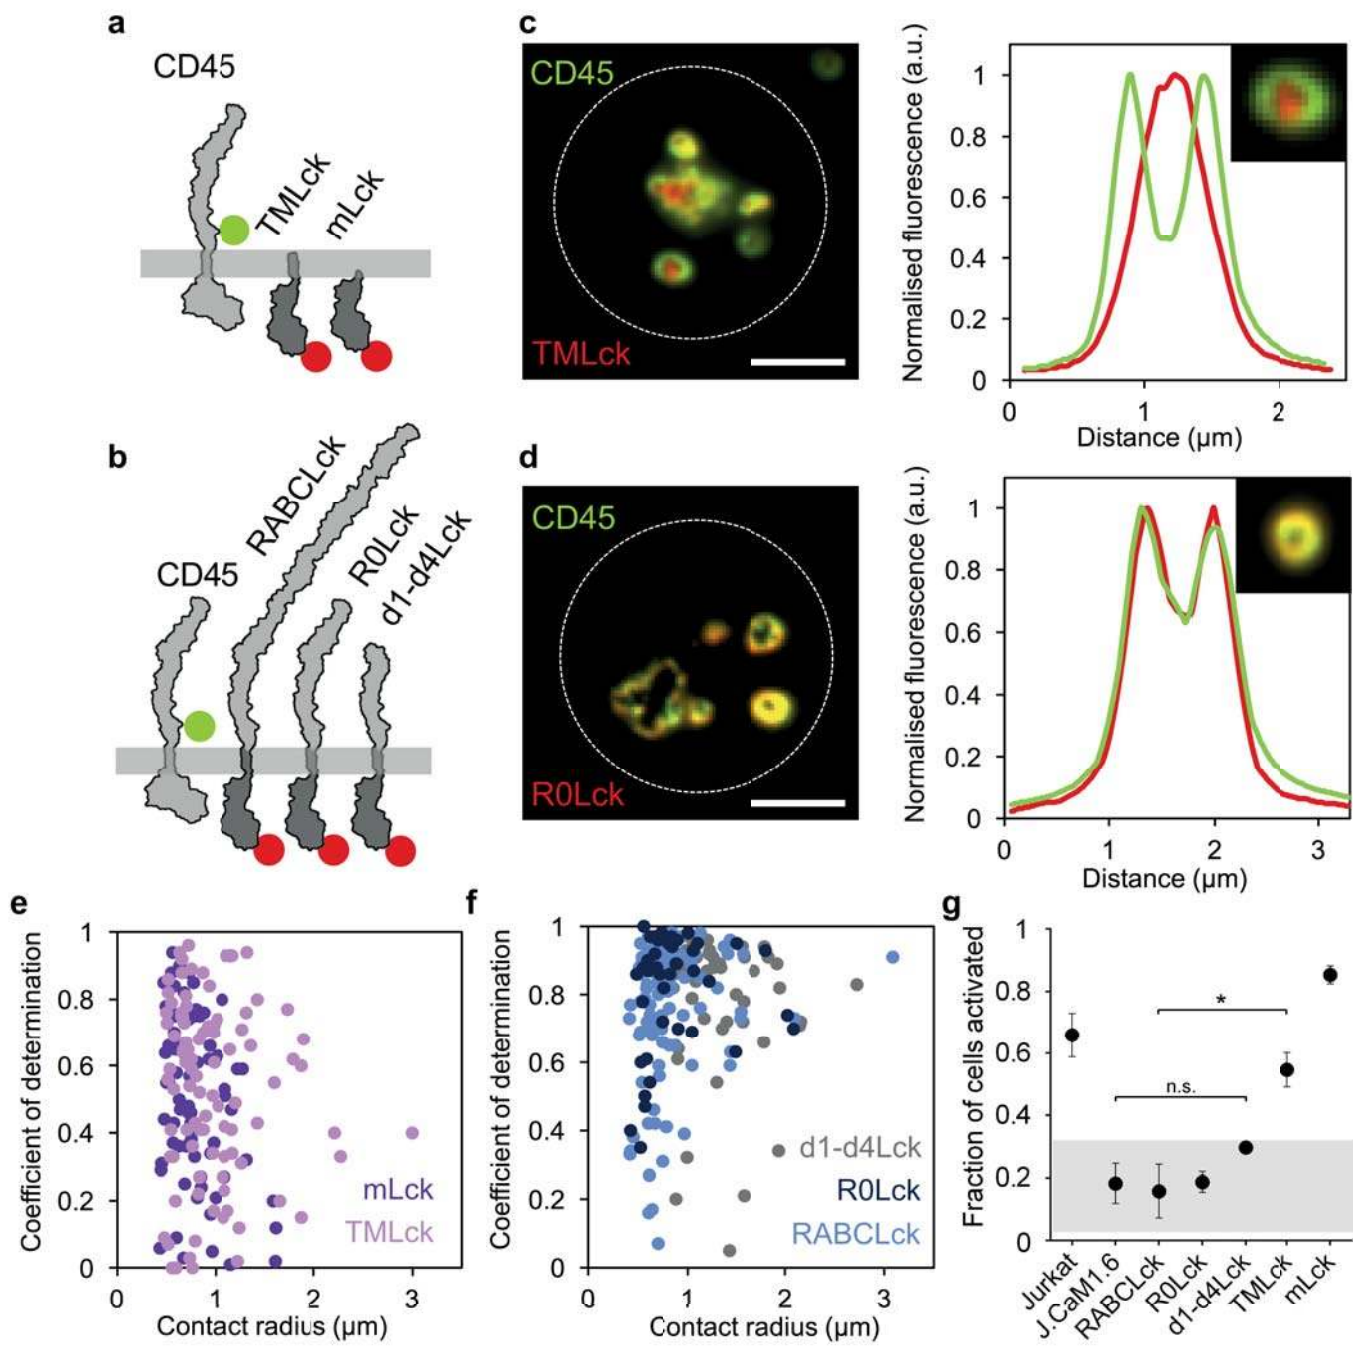 a
CD45
TMLck
mLck
b
CD45
RABCLck
R0Lck
d1-d4Lck
c
CD45
TMLck
Normalised fluorescence (a.u.)
1
0.8
0.6
0.4
0.2
0
0 1 2
Distance (µm)
d
CD45
R0Lck
Normalised fluorescence (a.u.)
1
0.8
0.6
0.4
0.2
0
0 1 2 3
Distance (µm)
e
Coefficient of determination
1
0.8
0.6
0.4
0.2
0
mLck
TMLck
0 1 2 3
Contact radius (µm)
f
Coefficient of determination
1
0.8
0.6
0.4
0.2
0
d1-d4Lck
R0Lck
RABCLck
0 1 2 3
Contact radius (µm)
g
Fraction of cells activated
1
0.8
0.6
0.4
0.2
0
*
n.s.
Jurkat
J.CaM1.6
RABCLck
R0Lck
d1-d4Lck
TMLck
mLck